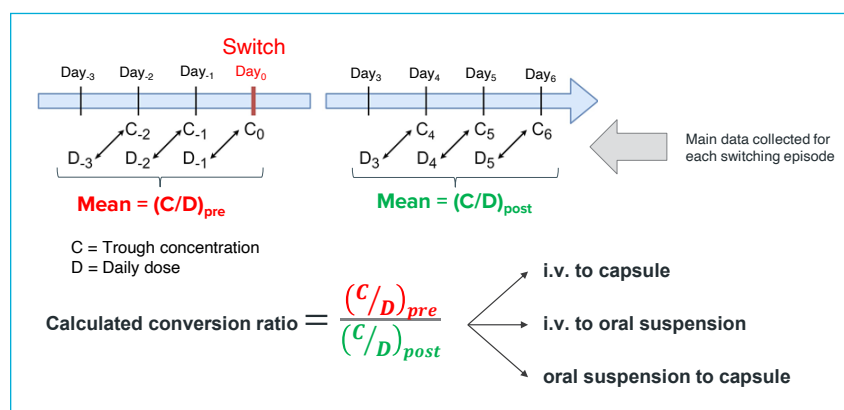 Switch
Day-3 Day-2 Day-1 Day0 Day3 Day4 Day5 Day6
C-2 C-1 C0 C4 C5 C6
D-3 D-2 D-1 D3 D4 D5
Main data collected for
each switching episode
Mean = (C/D)pre Mean = (C/D)post
C = Trough concentration
D = Daily dose
Calculated conversion ratio = (C/D)pre
(C/D)post
i.v. to capsule
i.v. to oral suspension
oral suspension to capsule